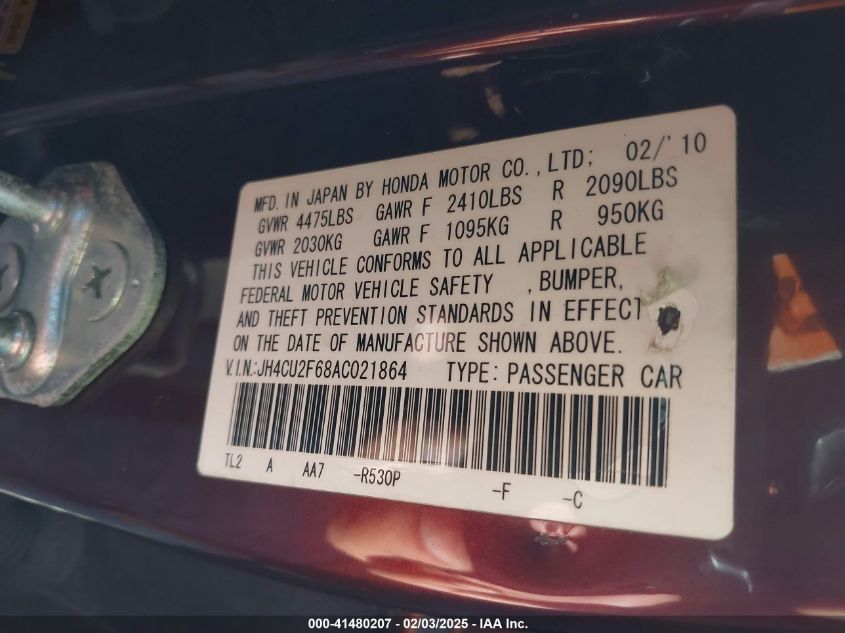 MFD. IN JAPAN BY HONDA MOTOR CO.,LTD; 02/'10
GVWR 4475LBS GAWR F 2410LBS R 2090LBS
GVWR 2030KG GAWR F 1095KG R 950KG
THIS VEHICLE CONFORMS TO ALL APPLICABLE
FEDERAL MOTOR VEHICLE SAFETY , BUMPER,
AND THEFT PREVENTION STANDARDS IN EFFECT
ON THE DATE OF MANUFACTURE SHOWN ABOVE.
V.I.N.:JH4CU2F68AC021864 TYPE: PASSENGER CAR
TL2 A AA7 -R530P -F -C
000-41480207 - 02/03/2025 - IAA Inc.